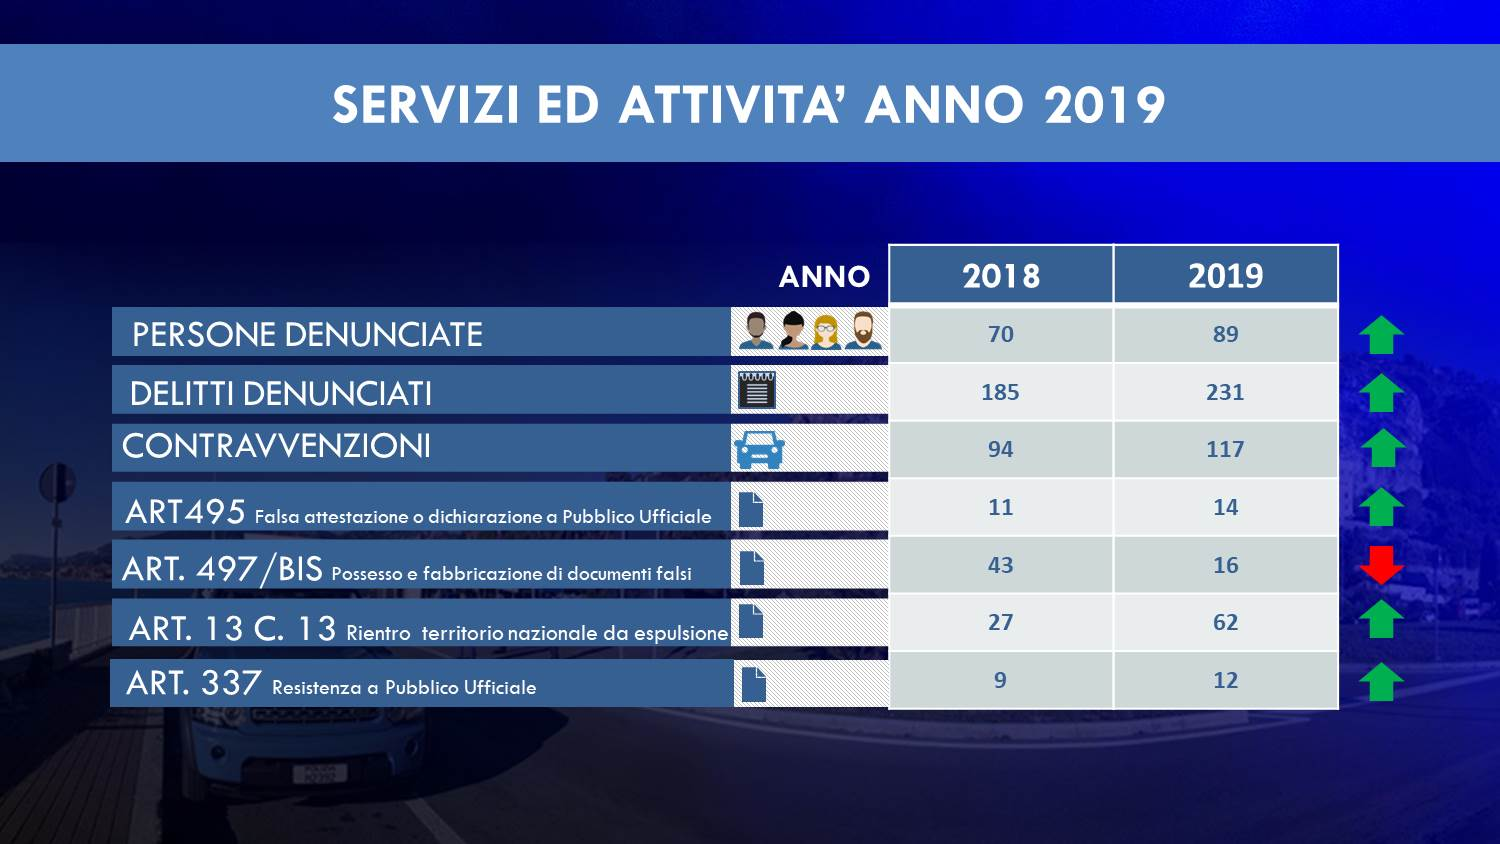 SERVIZI ED ATTIVITA’ ANNO 2019
ANNO 2018 2019
PERSONE DENUNCIATE 70 89
DELITTI DENUNCIATI 185 231
CONTRAVVENZIONI 94 117
ART495 Falsa attestazione o dichiarazione a Pubblico Ufficiale 11 14
ART. 497/BIS Possesso e fabbricazione di documenti falsi 43 16
ART. 13 C. 13 Rientro territorio nazionale da espulsione 27 62
ART. 337 Resistenza a Pubblico Ufficiale 9 12